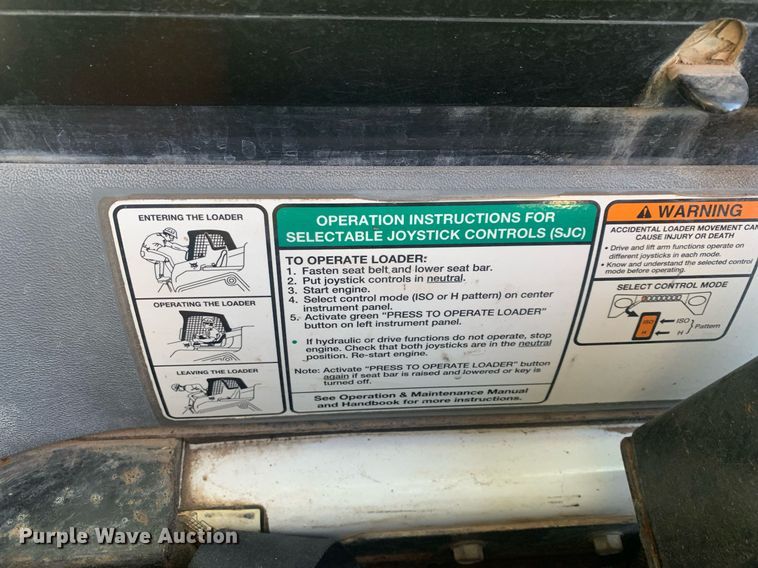 ENTERING THE LOADER
OPERATING THE LOADER
LEAVING THE LOADER
OPERATION INSTRUCTIONS FOR
SELECTABLE JOYSTICK CONTROLS (SJC)
TO OPERATE LOADER:
1. Fasten seat belt and lower seat bar.
2. Put joystick controls in neutral.
3. Start engine.
4. Select control mode (ISO or H pattern) on center
instrument panel.
5. Activate green "PRESS TO OPERATE LOADER"
button on left instrument panel.
• If hydraulic or drive functions do not operate, stop
engine. Check that both joysticks are in the neutral
position. Re-start engine.
Note: Activate "PRESS TO OPERATE LOADER" button
again if seat bar is raised and lowered or key is
turned off.
See Operation & Maintenance Manual
and Handbook for more instructions.
WARNING
ACCIDENTAL LOADER MOVEMENT CAN
CAUSE INJURY OR DEATH
• Drive and lift arm functions operate on
different joysticks in each mode.
• Know and understand the selected control
mode before operating.
SELECT CONTROL MODE
ISO ISO
H H
Pattern
Purple Wave Auction